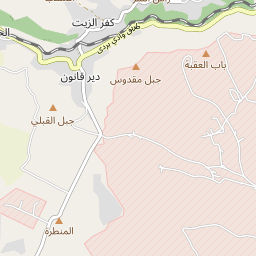 كفر الزيت
طريق وادي بردى
باب العقبة
دير قانون
جبل مقدوس
جبل القبلي
المنطرة